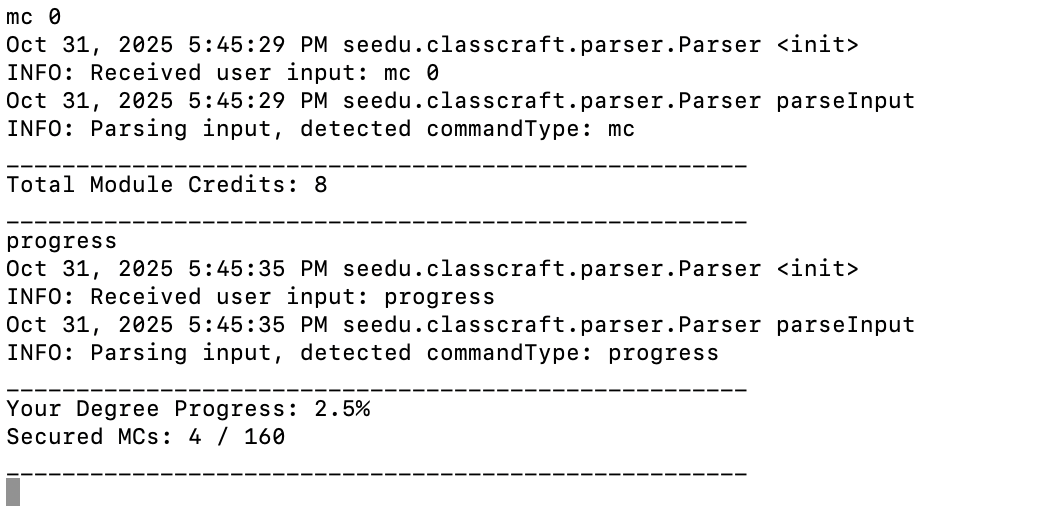 mc 0
Oct 31, 2025 5:45:29 PM seedu.classcraft.parser.Parser <init>
INFO: Received user input: mc 0
Oct 31, 2025 5:45:29 PM seedu.classcraft.parser.Parser parseInput
INFO: Parsing input, detected commandType: mc
_____________________________________________________
Total Module Credits: 8
_____________________________________________________
progress
Oct 31, 2025 5:45:35 PM seedu.classcraft.parser.Parser <init>
INFO: Received user input: progress
Oct 31, 2025 5:45:35 PM seedu.classcraft.parser.Parser parseInput
INFO: Parsing input, detected commandType: progress
_____________________________________________________
Your Degree Progress: 2.5%
Secured MCs: 4 / 160
_____________________________________________________